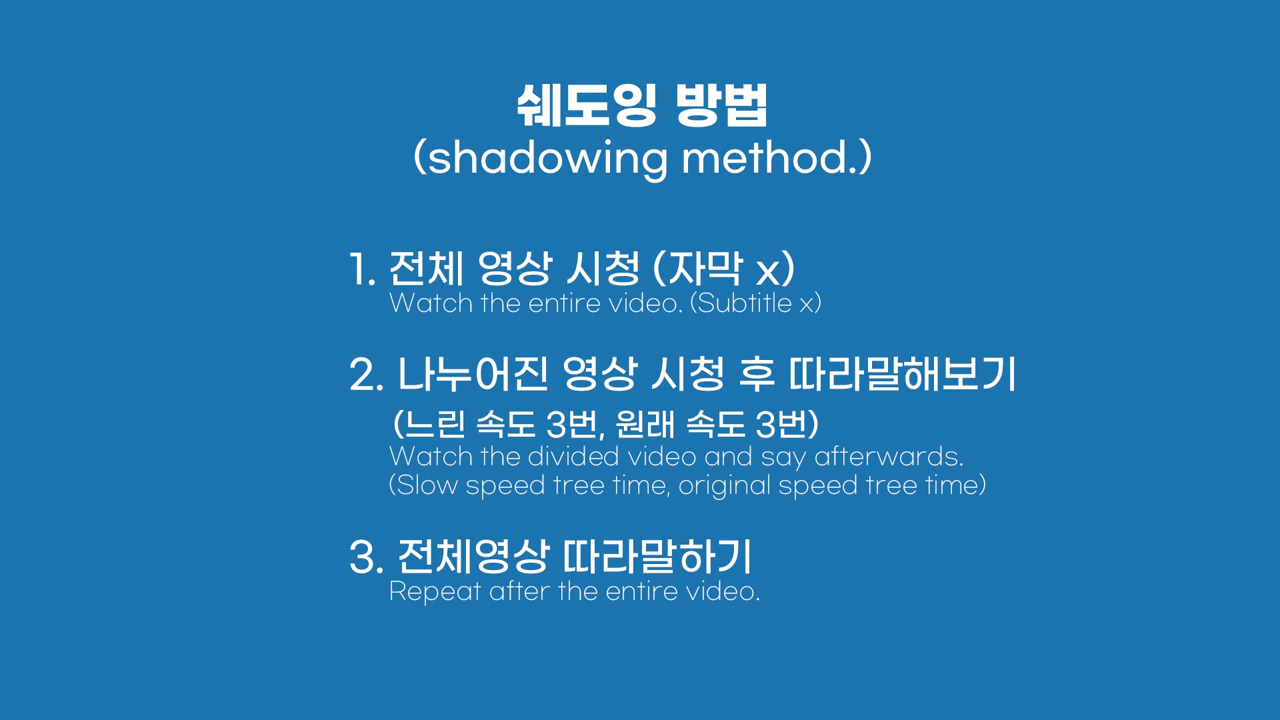 쉐도잉 방법
(shadowing method.)
1. 전체 영상 시청 (자막 x)
Watch the entire video. (Subtitle x)
2. 나누어진 영상 시청 후 따라말해보기
(느린 속도 3번, 원래 속도 3번)
Watch the divided video and say afterwards.
(Slow speed tree time, original speed tree time)
3. 전체영상 따라말하기
Repeat after the entire video.